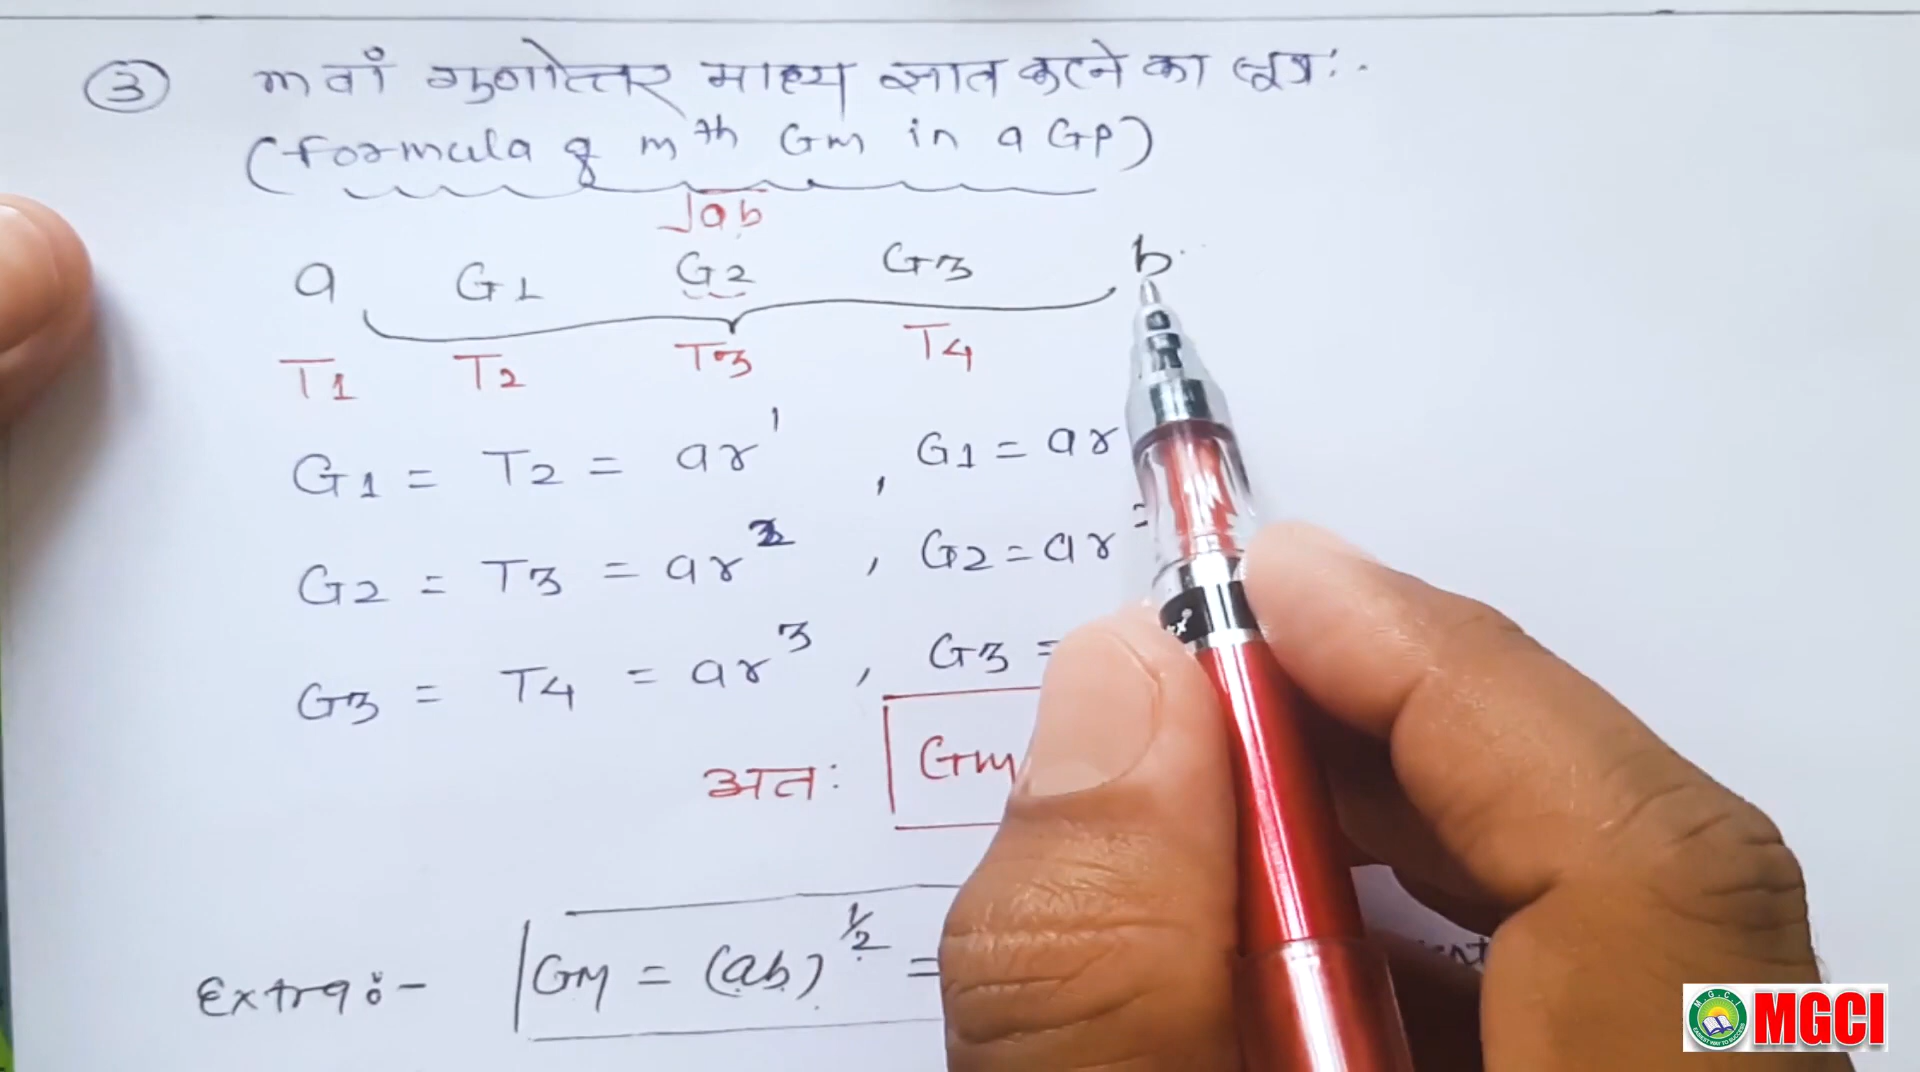 ③ mवां गुणोत्तर माध्य ज्ञात करने का सूत्र:-
(Formula of mth Gm in a GP)
√ab
a G1 G2 G3 b
T1 T2 T3 T4
G1 = T2 = ar¹ , G1 = ar
G2 = T3 = ar² , G2 = ar
G3 = T4 = ar³ , G3 =
अत: Gm
Extra:- GM = (ab)^½ =
MGCI